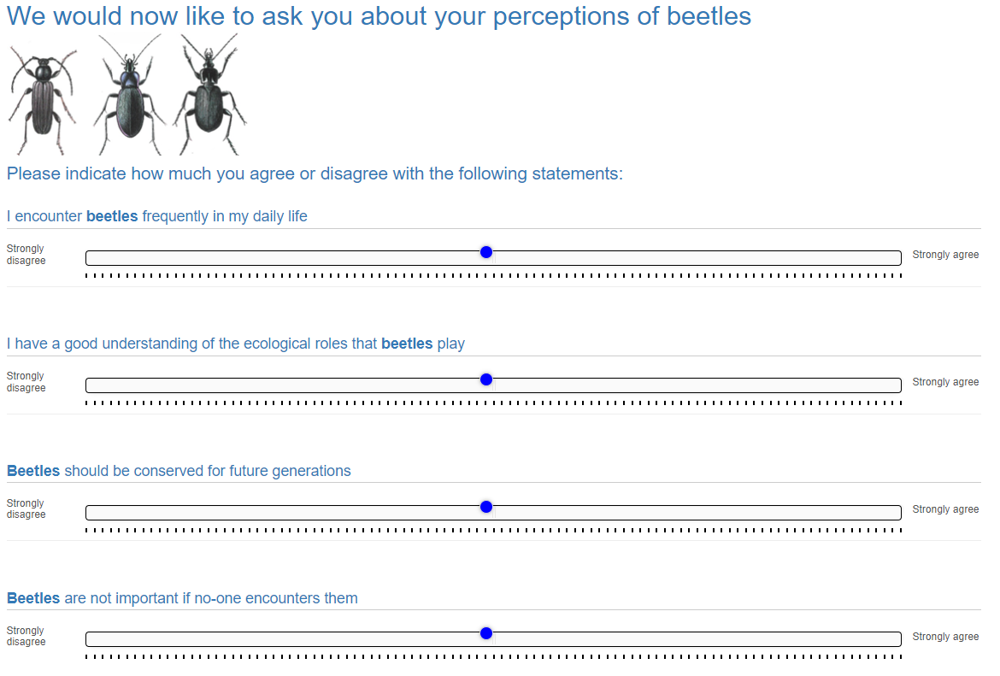 We would now like to ask you about your perceptions of beetles
Please indicate how much you agree or disagree with the following statements:
I encounter beetles frequently in my daily life
Strongly
disagree
Strongly agree
I have a good understanding of the ecological roles that beetles play
Strongly
disagree
Strongly agree
Beetles should be conserved for future generations
Strongly
disagree
Strongly agree
Beetles are not important if no-one encounters them
Strongly
disagree
Strongly agree